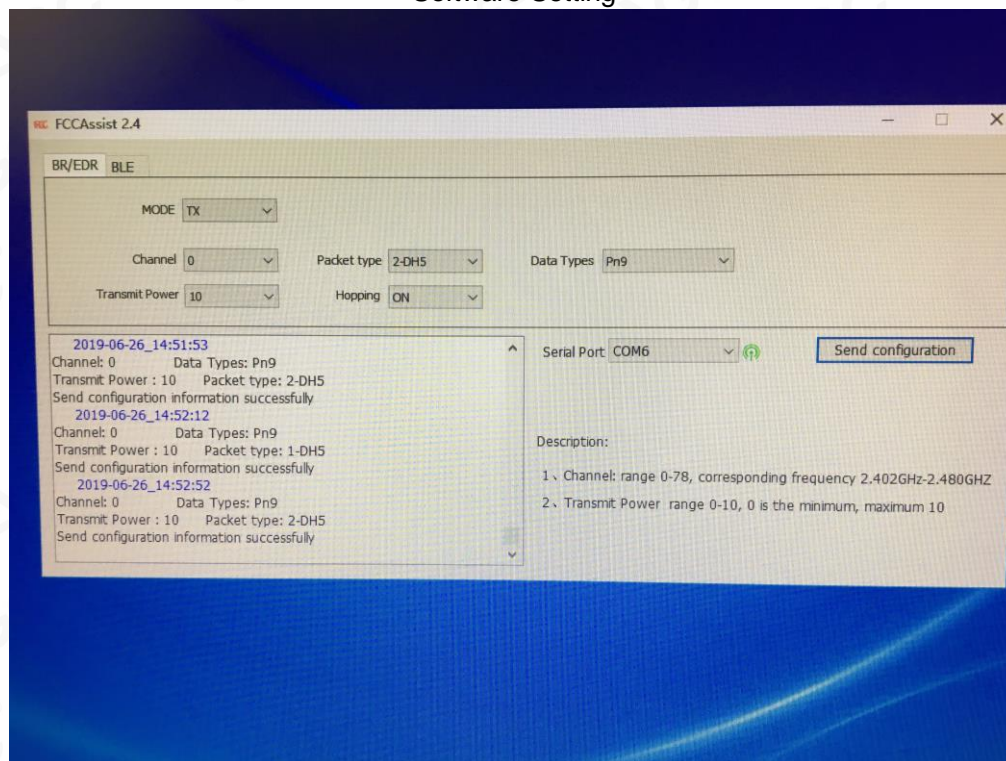 Software Setting
FCC FCCAssist 2.4
BR/EDR BLE
MODE TX
Channel 0 Packet type 2-DH5 Data Types Pn9
Transmit Power 10 Hopping ON
2019-06-26_14:51:53
Channel: 0 Data Types: Pn9
Transmit Power : 10 Packet type: 2-DH5
Send configuration information successfully
2019-06-26_14:52:12
Channel: 0 Data Types: Pn9
Transmit Power : 10 Packet type: 1-DH5
Send configuration information successfully
2019-06-26_14:52:52
Channel: 0 Data Types: Pn9
Transmit Power : 10 Packet type: 2-DH5
Send configuration information successfully
Serial Port COM6 Send configuration
Description:
1、Channel: range 0-78, corresponding frequency 2.402GHz-2.480GHZ
2、Transmit Power range 0-10, 0 is the minimum, maximum 10